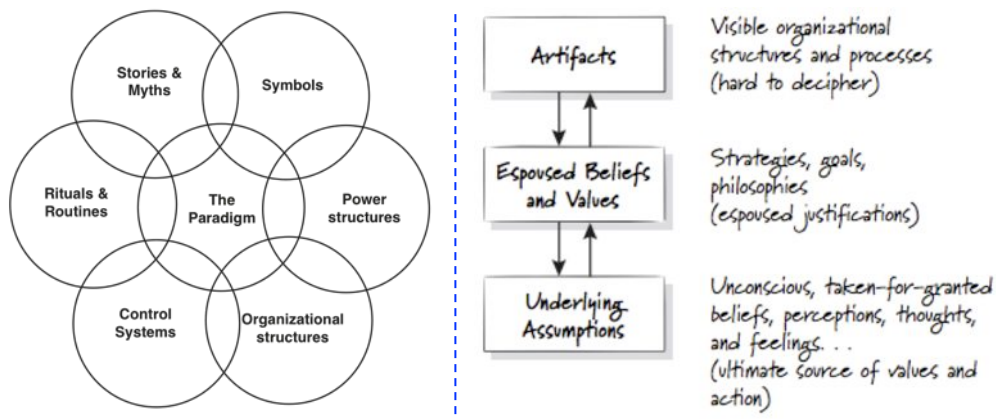 Stories &
Myths
Symbols
Rituals &
Routines
The
Paradigm
Power
structures
Control
Systems
Organizational
structures
Artifacts
Visible organizational
structures and processes
(hard to decipher)
Espoused Beliefs
and Values
Strategies, goals,
philosophies
(espoused justifications)
Underlying
Assumptions
Unconscious, taken-for-granted
beliefs, perceptions, thoughts,
and feelings. . .
(ultimate source of values and
action)